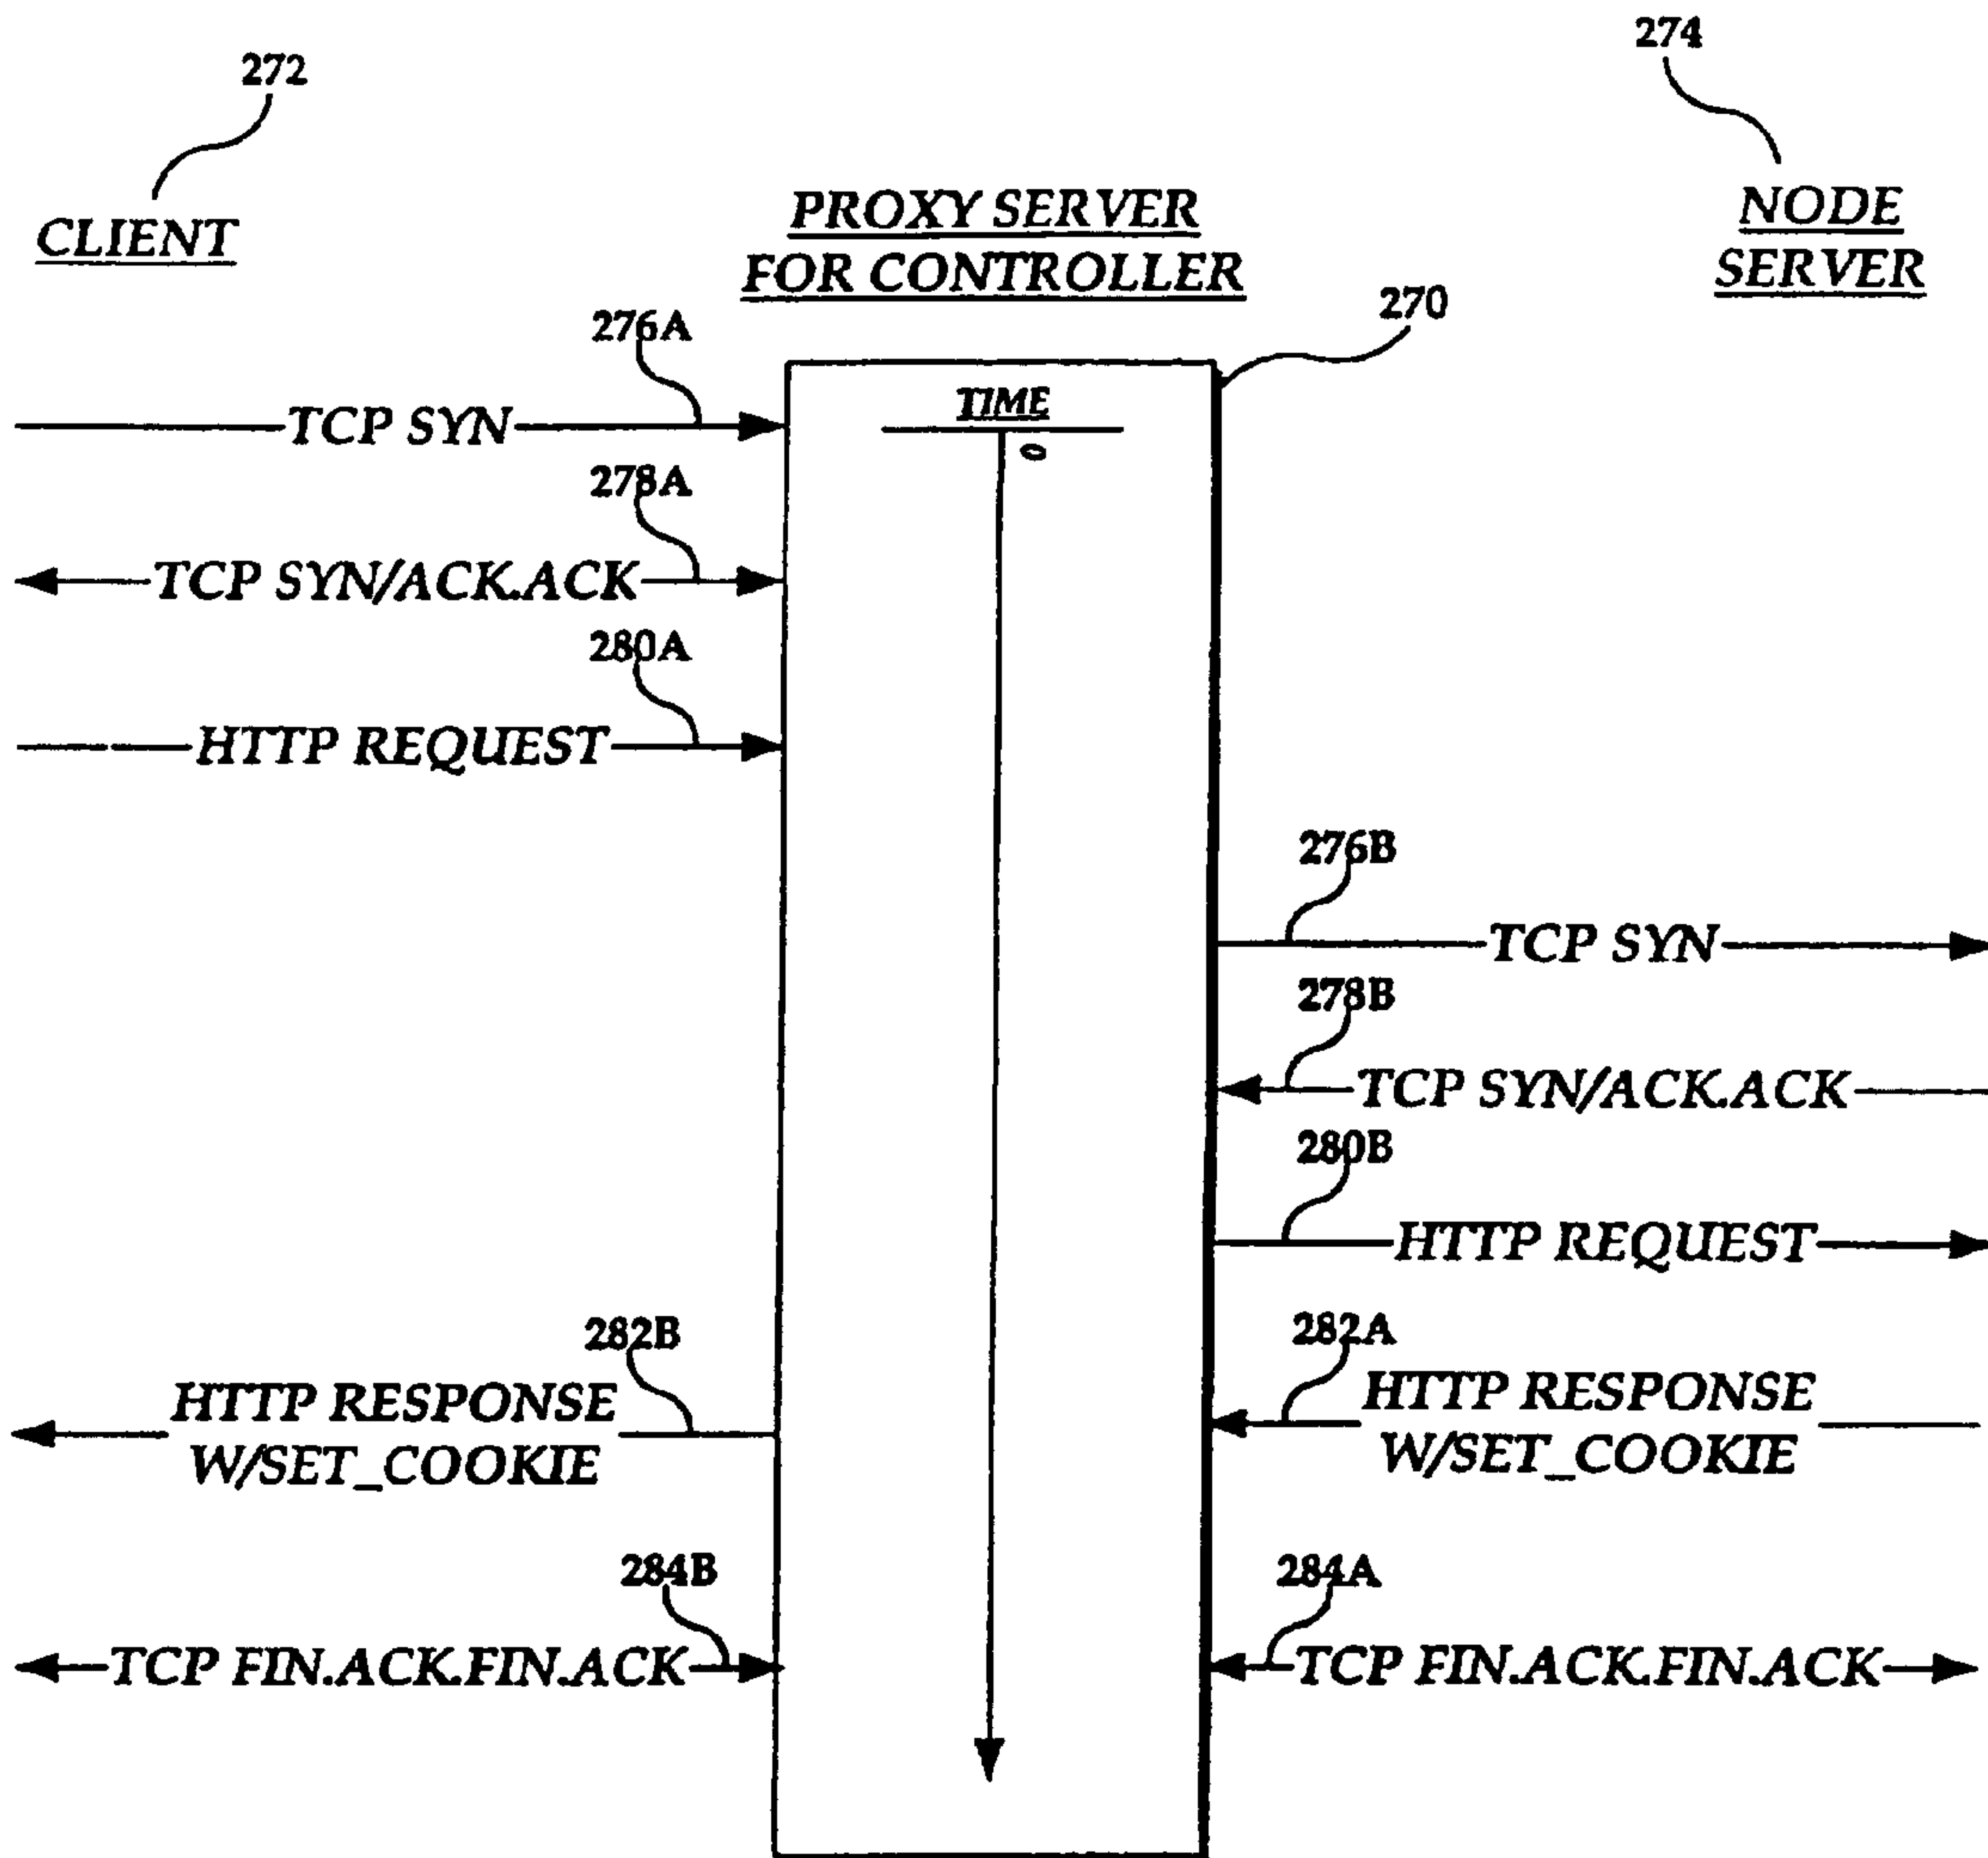 272
274
CLIENT
PROXY SERVER
FOR CONTROLLER
NODE
SERVER
270
276A
TCP SYN
TIME
0
278A
TCP SYN/ACK.ACK
280A
HTTP REQUEST
276B
TCP SYN
278B
TCP SYN/ACK.ACK
280B
HTTP REQUEST
282B
HTTP RESPONSE
W/SET_COOKIE
282A
HTTP RESPONSE
W/SET_COOKIE
284B
TCP FIN.ACK.FIN.ACK
284A
TCP FIN.ACK.FIN.ACK